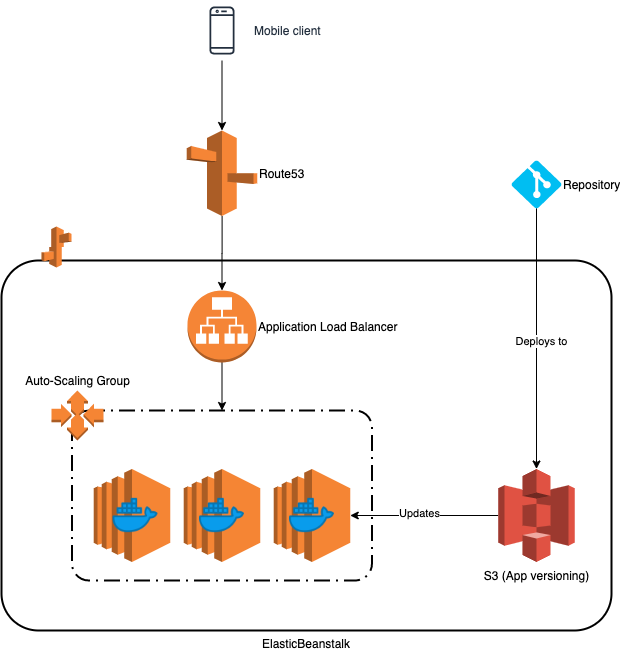 Mobile client
Route53
Repository
Application Load Balancer
Deploys to
Auto-Scaling Group
Updates
S3 (App versioning)
ElasticBeanstalk